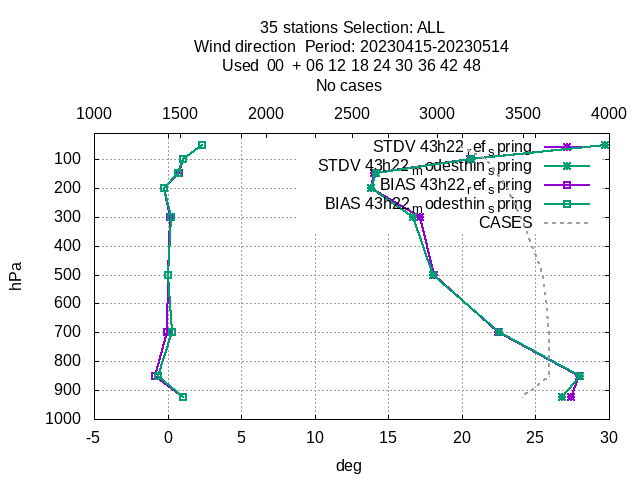 35 stations Selection: ALL
Wind direction  Period: 20230415-20230514
Used  00  + 06 12 18 24 30 36 42 48
No cases
1000 1500 2000 2500 3000 3500 4000
STDV 43h22_ref_spring
STDV 43h22_modesthin_spring
BIAS 43h22_ref_spring
BIAS 43h22_modesthin_spring
CASES
100
200
300
400
500
600
700
800
900
1000
hPa
-5 0 5 10 15 20 25 30
deg